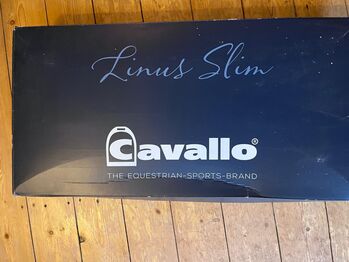 Linus Slim
Cavallo®
THE EQUESTRIAN-SPORTS-BRAND